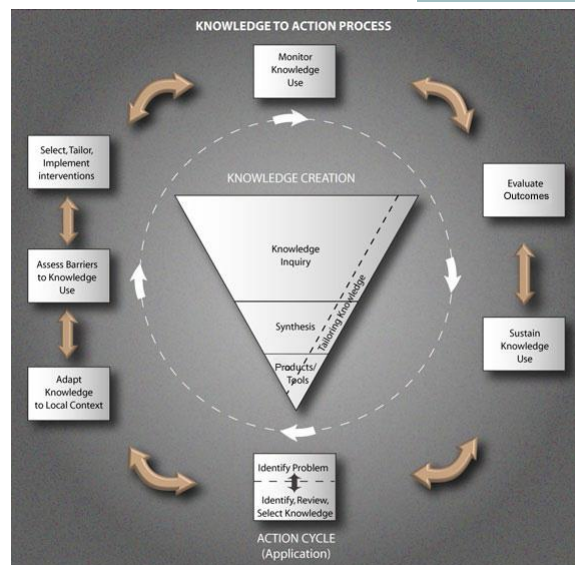 KNOWLEDGE TO ACTION PROCESS
Monitor
Knowledge
Use
Select, Tailor,
Implement
interventions
KNOWLEDGE CREATION
Evaluate
Outcomes
Knowledge
Inquiry
Assess Barriers
to Knowledge
Use
Tailoring Knowledge
Synthesis
Sustain
Knowledge
Use
Products/
Tools
Adapt
Knowledge
to Local Context
Identify Problem
Identify, Review,
Select Knowledge
ACTION CYCLE
(Application)